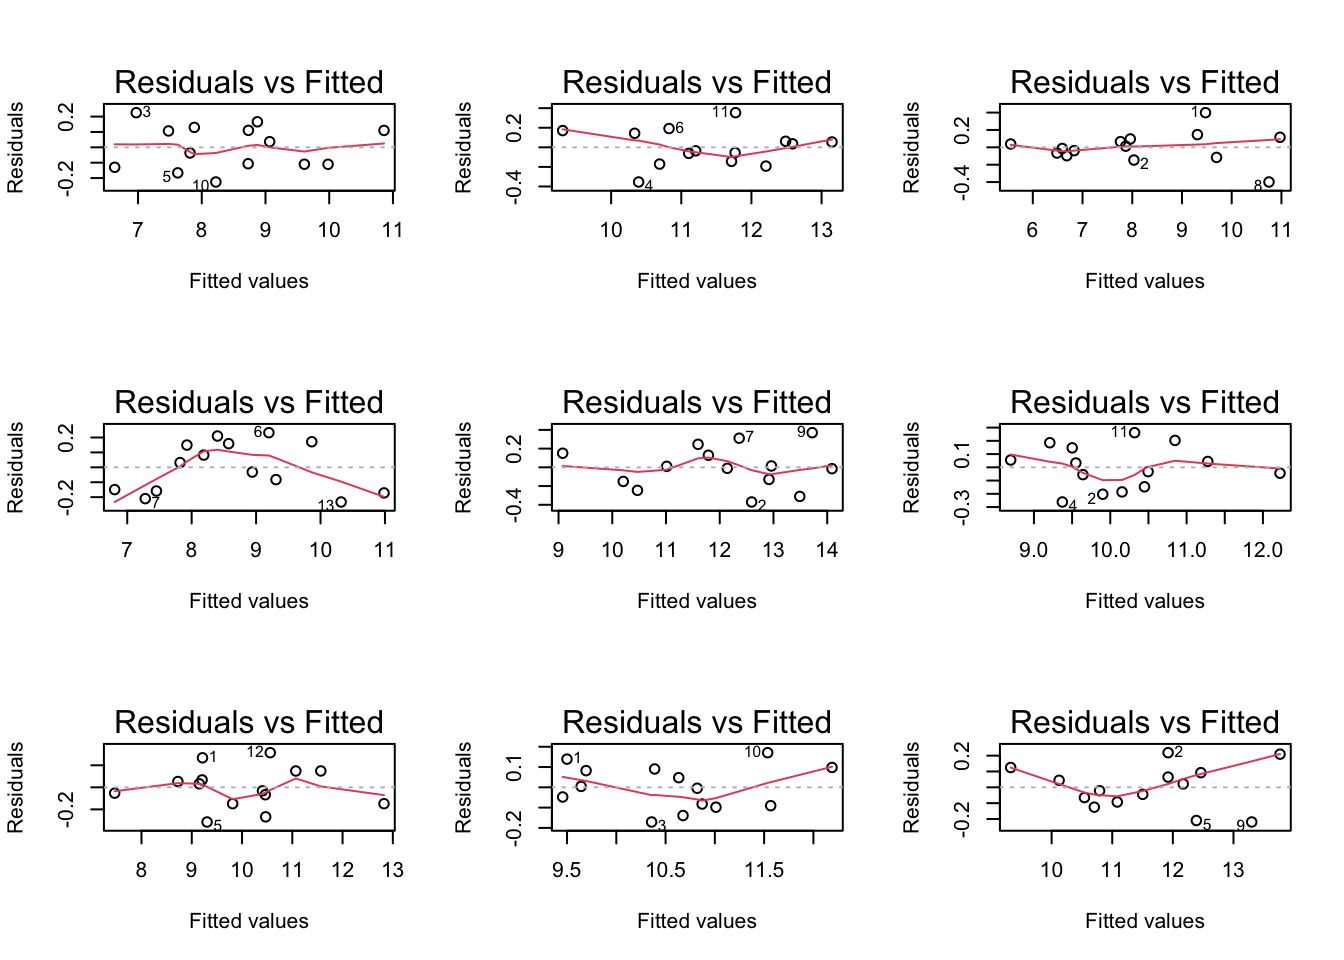 Residuals vs Fitted
Residuals
0.2
-0.2
3
5
10
7 8 9 10 11
Fitted values
Residuals vs Fitted
Residuals
0.2
-0.4
11
6
4
10 11 12 13
Fitted values
Residuals vs Fitted
Residuals
0.2
-0.4
1
2
8
6 7 8 9 10 11
Fitted values
Residuals vs Fitted
Residuals
0.2
-0.2
6
7
13
7 8 9 10 11
Fitted values
Residuals vs Fitted
Residuals
0.2
-0.4
7
9
2
9 10 11 12 13 14
Fitted values
Residuals vs Fitted
Residuals
0.1
-0.3
11
4
2
9.0 10.0 11.0 12.0
Fitted values
Residuals vs Fitted
Residuals
-0.2
1
12
5
8 9 10 11 12 13
Fitted values
Residuals vs Fitted
Residuals
0.1
-0.2
1
10
3
9.5 10.5 11.5
Fitted values
Residuals vs Fitted
Residuals
0.2
-0.2
2
5
9
10 11 12 13
Fitted values